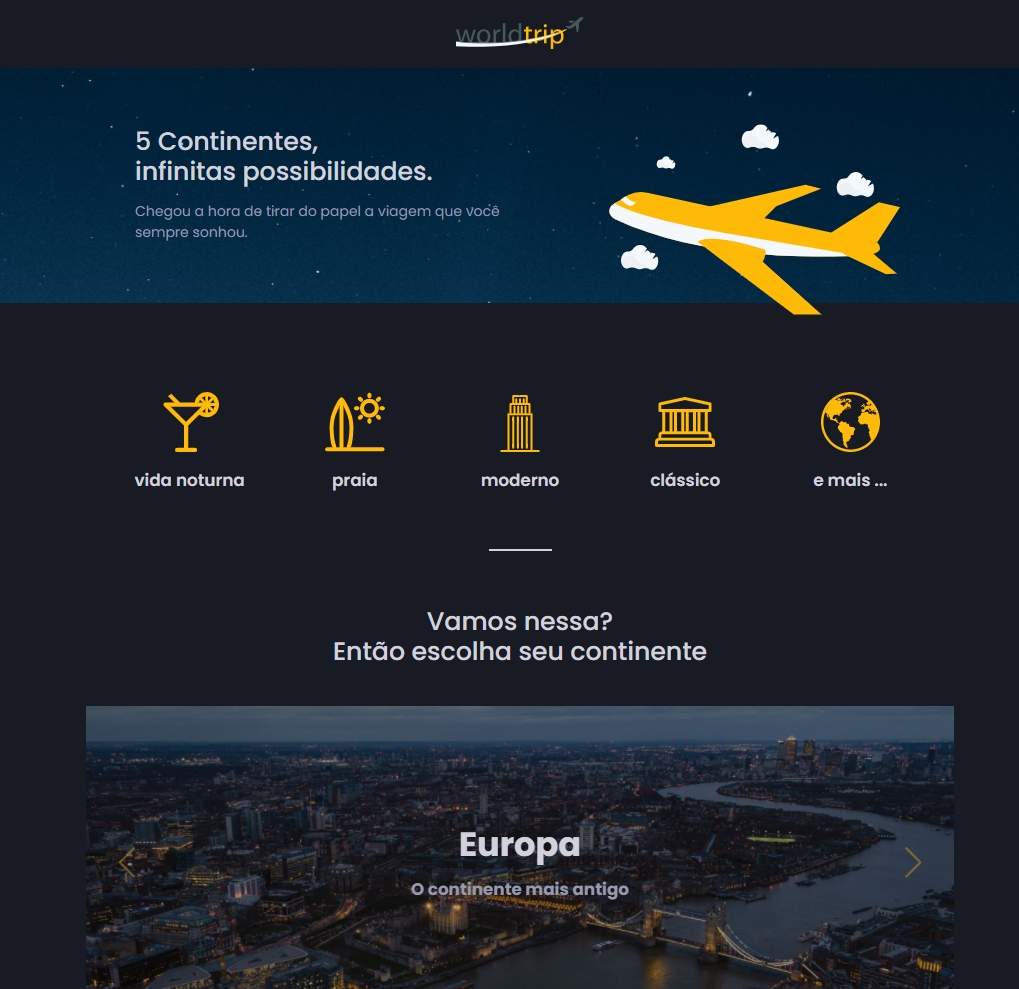 worldtrip
5 Continentes,
infinitas possibilidades.
Chegou a hora de tirar do papel a viagem que você
sempre sonhou.
vida noturna
praia
moderno
clássico
e mais ...
Vamos nessa?
Então escolha seu continente
Europa
O continente mais antigo